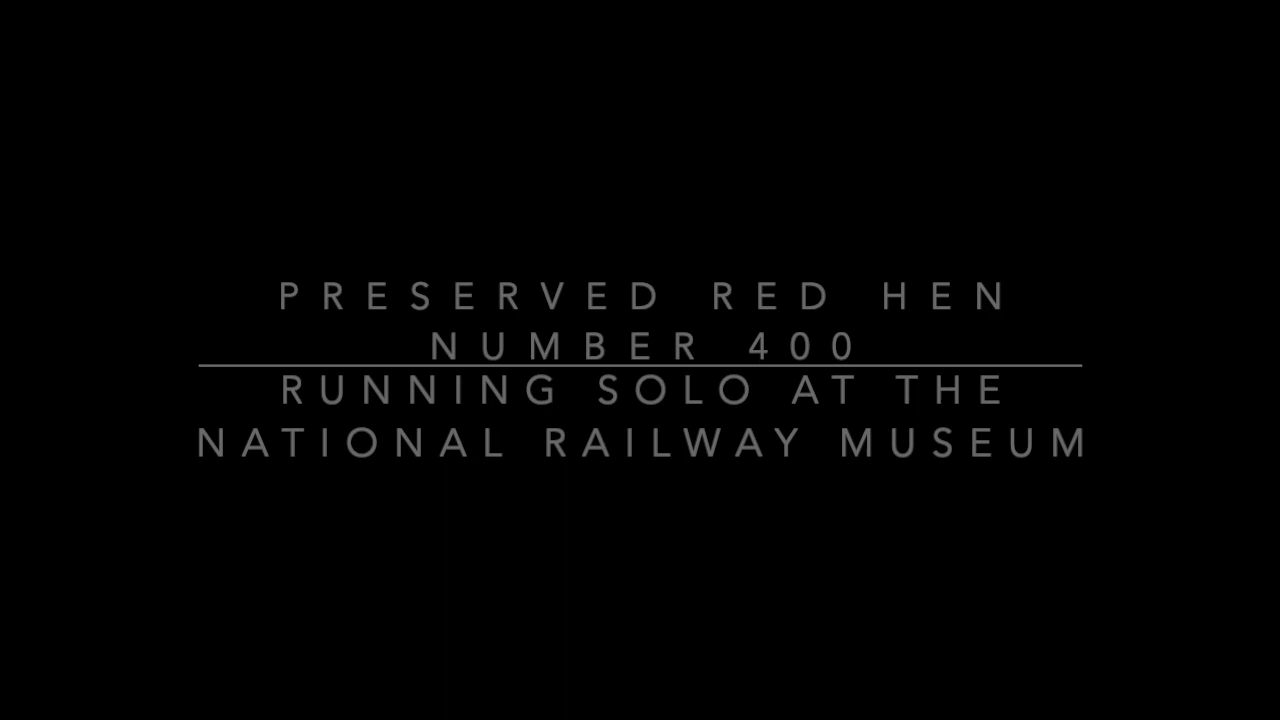 PRESERVED RED HEN
NUMBER 400
RUNNING SOLO AT THE
NATIONAL RAILWAY MUSEUM